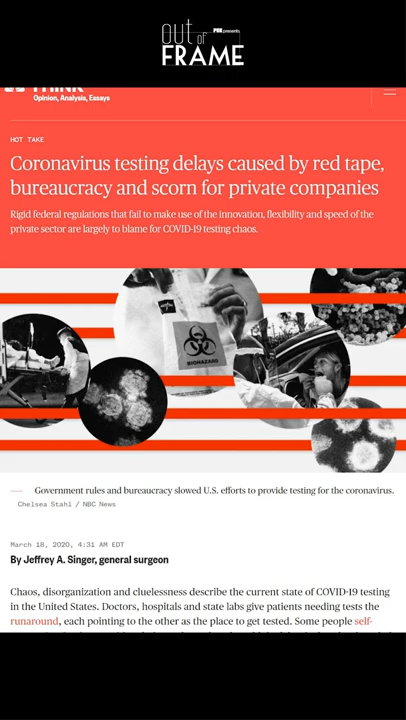 out of FEE presents
FRAME
THINK
Opinion, Analysis, Essays
HOT TAKE
Coronavirus testing delays caused by red tape,
bureaucracy and scorn for private companies
Rigid federal regulations that fail to make use of the innovation, flexibility and speed of the
private sector are largely to blame for COVID-19 testing chaos.
BIOHAZARD
— Government rules and bureaucracy slowed U.S. efforts to provide testing for the coronavirus.
Chelsea Stahl / NBC News
March 18, 2020, 4:31 AM EDT
By Jeffrey A. Singer, general surgeon
Chaos, disorganization and cluelessness describe the current state of COVID-19 testing
in the United States. Doctors, hospitals and state labs give patients needing tests the
runaround, each pointing to the other as the place to get tested. Some people self-